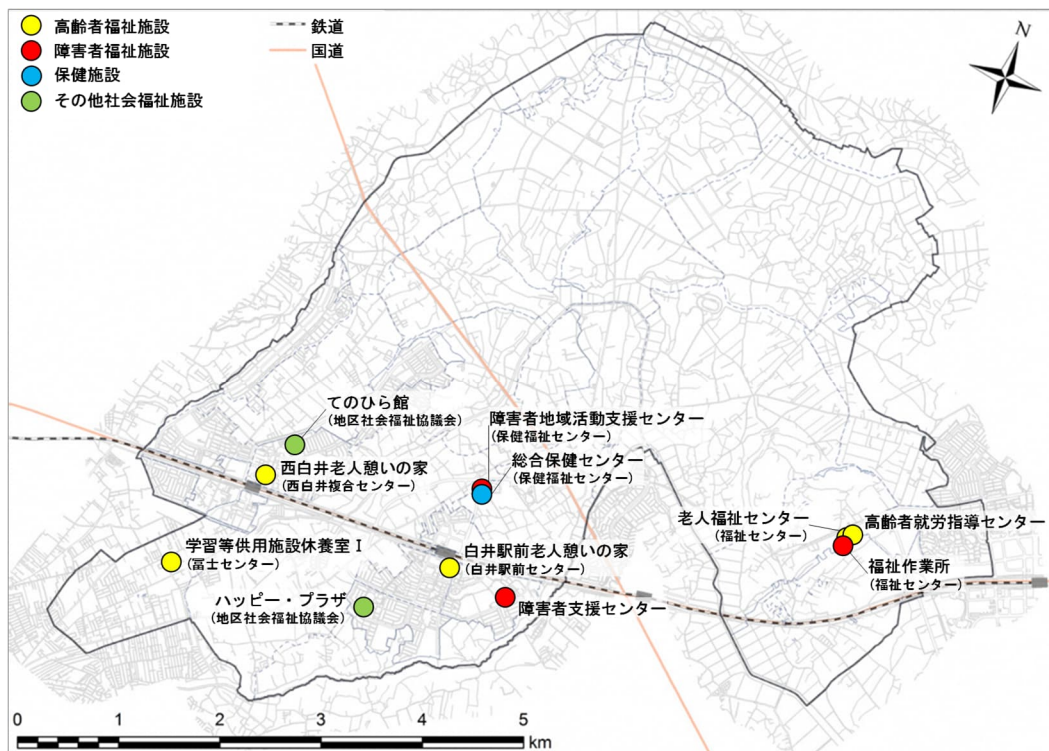 高齢者福祉施設
障害者福祉施設
保健施設
その他社会福祉施設
鉄道
国道
N
てのひら館
(地区社会福祉協議会)
障害者地域活動支援センター
(保健福祉センター)
総合保健センター
(保健福祉センター)
西白井老人憩いの家
(西白井複合センター)
老人福祉センター
(福祉センター)
高齢者就労指導センター
福祉作業所
(福祉センター)
学習等供用施設休養室Ⅰ
(冨士センター)
白井駅前老人憩いの家
(白井駅前センター)
ハッピー・プラザ
(地区社会福祉協議会)
障害者支援センター
0 1 2 3 4 5
km